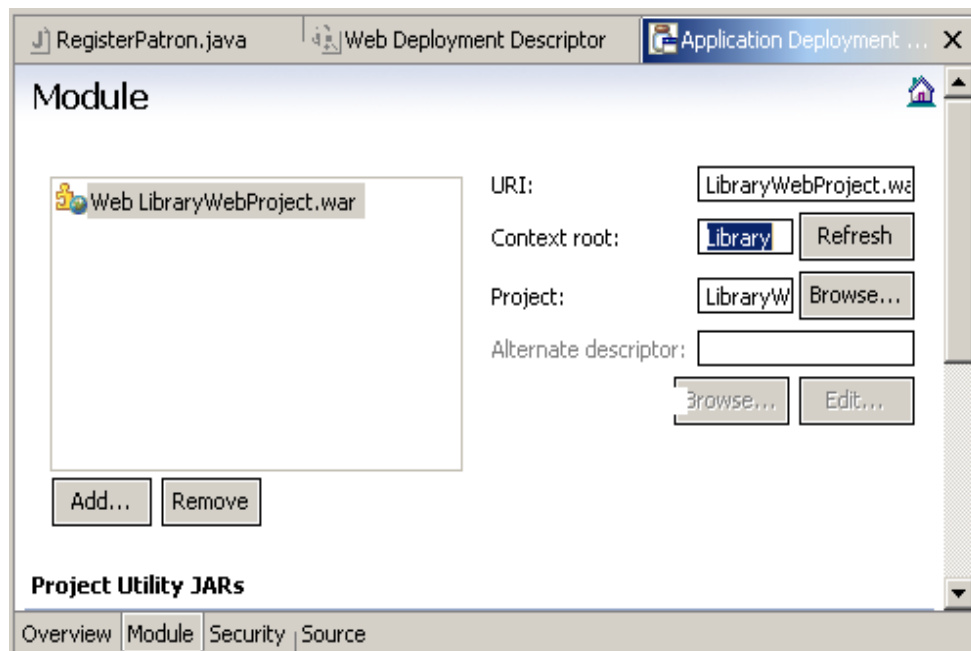 RegisterPatron.java Web Deployment Descriptor Application Deployment ...
Module
Web LibraryWebProject.war
URI: LibraryWebProject.wa
Context root: Library Refresh
Project: LibraryW Browse...
Alternate descriptor:
Browse... Edit...
Add... Remove
Project Utility JARs
Overview Module Security Source